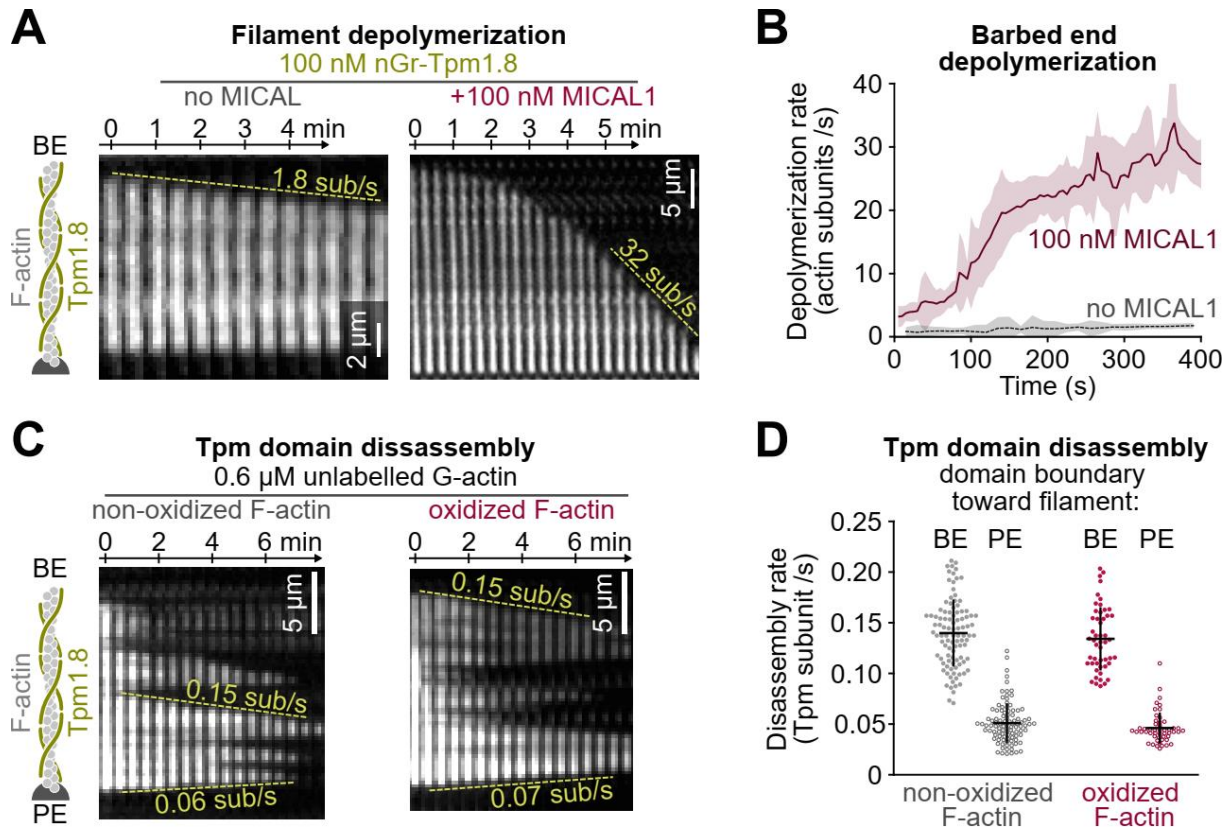 A
Filament depolymerization
100 nM nGr-Tpm1.8
no MICAL
+100 nM MICAL1
0 1 2 3 4 min
0 1 2 3 4 5 min
BE
F-actin
Tpm1.8
1.8 sub/s
2 µm
5 µm
32 sub/s
B
Barbed end
depolymerization
Depolymerization rate
(actin subunits /s)
40
30
20
10
0
100 nM MICAL1
no MICAL1
0 100 200 300 400
Time (s)
C
Tpm domain disassembly
0.6 µM unlabelled G-actin
non-oxidized F-actin
oxidized F-actin
0 2 4 6 min
0 2 4 6 min
BE
F-actin
Tpm1.8
PE
5 µm
0.15 sub/s
0.06 sub/s
5 µm
0.15 sub/s
0.07 sub/s
D
Tpm domain disassembly
domain boundary
toward filament:
BE PE BE PE
Disassembly rate
(Tpm subunit /s)
0.25
0.20
0.15
0.10
0.05
0
non-oxidized
F-actin
oxidized
F-actin